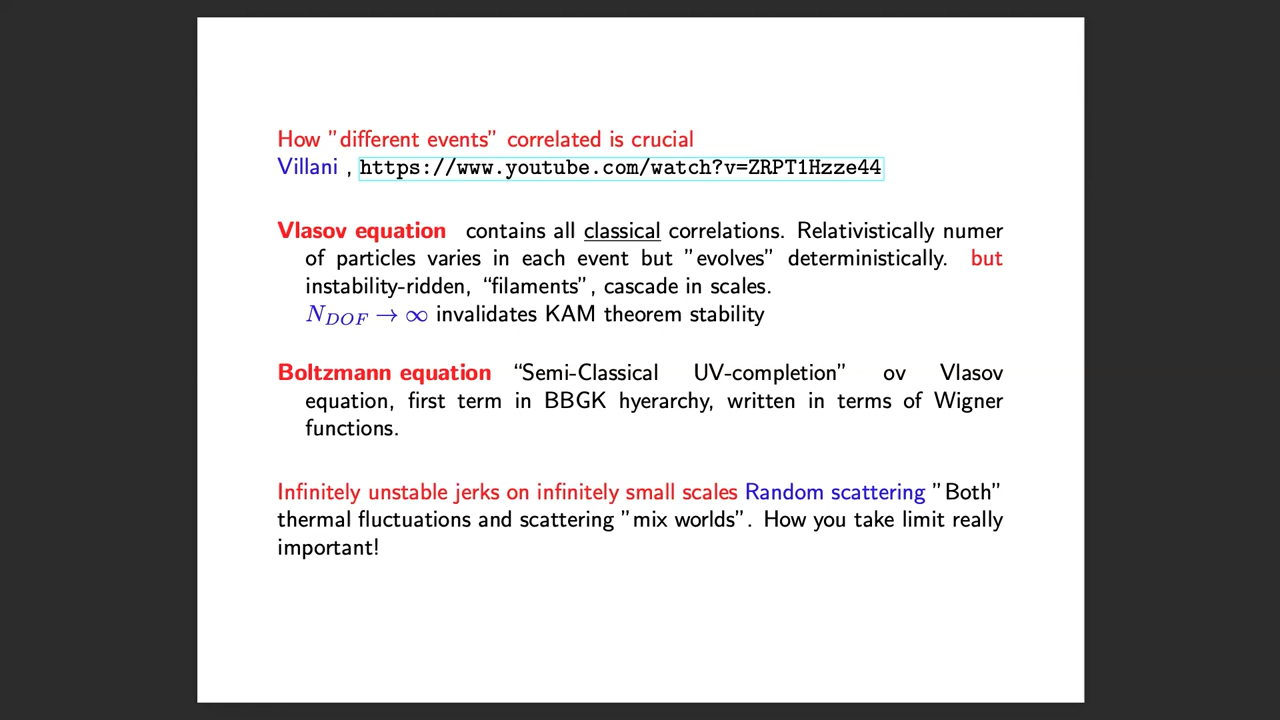 How ”different events” correlated is crucial
Villani , https://www.youtube.com/watch?v=ZRPT1Hzze44
Vlasov equation contains all classical correlations. Relativistically numer
of particles varies in each event but ”evolves” deterministically. but
instability-ridden, “filaments”, cascade in scales.
N_{DOF} → ∞ invalidates KAM theorem stability
Boltzmann equation “Semi-Classical UV-completion” ov Vlasov
equation, first term in BBGK hyerarchy, written in terms of Wigner
functions.
Infinitely unstable jerks on infinitely small scales Random scattering ”Both”
thermal fluctuations and scattering ”mix worlds”. How you take limit really
important!